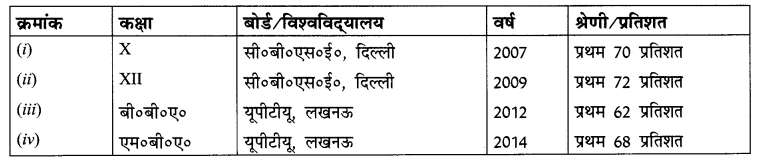 क्रमांक कक्षा बोर्ड/विश्वविद्यालय वर्ष श्रेणी/प्रतिशत
(i) X सी०बी०एस०ई०, दिल्ली 2007 प्रथम 70 प्रतिशत
(ii) XII सी०बी०एस०ई०, दिल्ली 2009 प्रथम 72 प्रतिशत
(iii) बी०बी०ए० यूपीटीयू, लखनऊ 2012 प्रथम 62 प्रतिशत
(iv) एम०बी०ए० यूपीटीयू, लखनऊ 2014 प्रथम 68 प्रतिशत